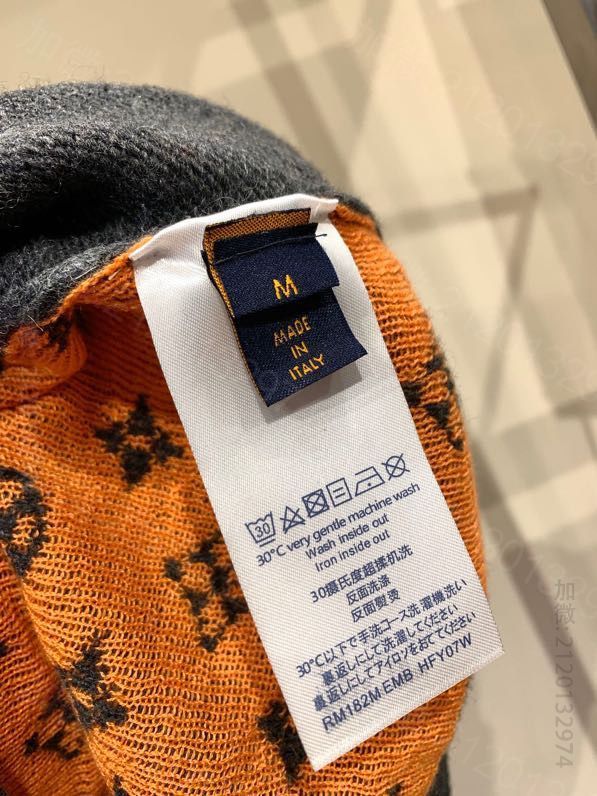 M
MADE
IN
ITALY
30
30°C very gentle machine wash
Wash inside out
Iron inside out
30摄氏度超揉机洗
反面洗涤
反面熨烫
30℃以下で手洗コース洗濯機洗い
裏返しにして洗濯してください
裏返しにしてアイロンをおてててください
RM182M EMB HFY07W
加微: 2120132974